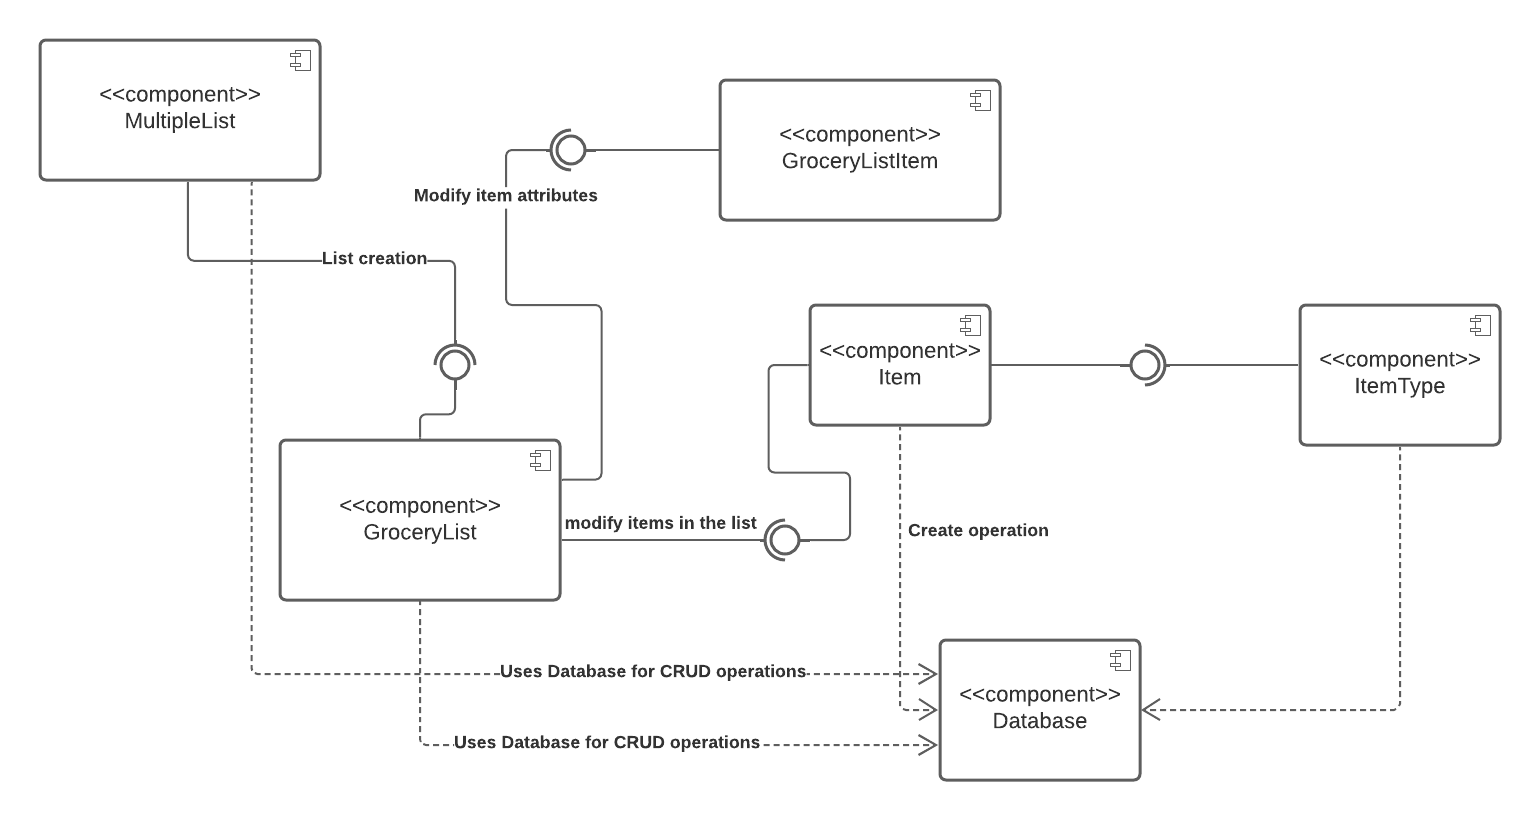 <<component>>
MultipleList
<<component>>
GroceryListItem
Modify item attributes
List creation
<<component>>
Item
<<component>>
ItemType
<<component>>
GroceryList
modify items in the list
Create operation
Uses Database for CRUD operations
<<component>>
Database
Uses Database for CRUD operations